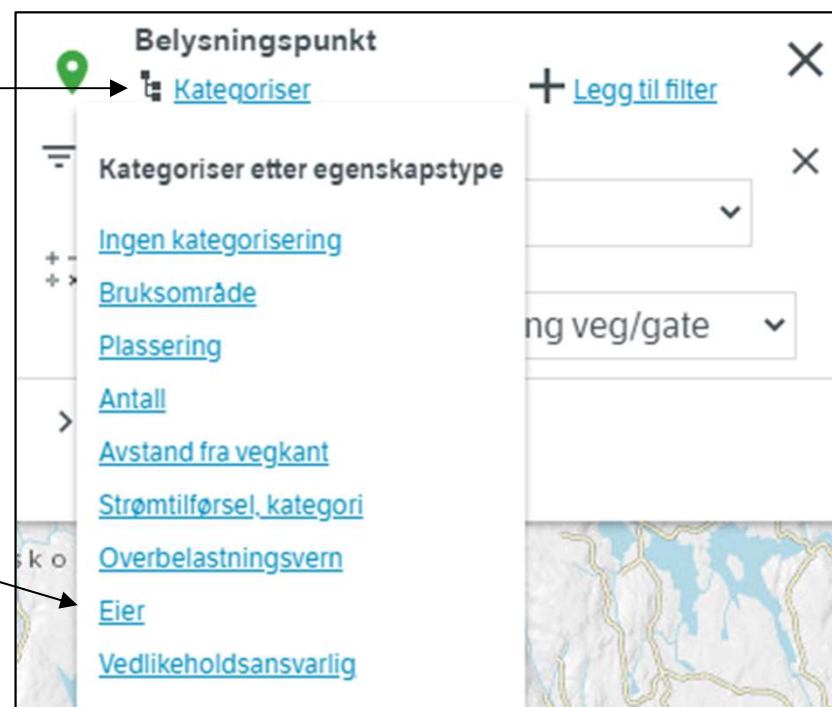 Belysningspunkt
Kategoriser
Legg til filter
Kategoriser etter egenskapstype
Ingen kategorisering
Bruksområde
Plassering
ng veg/gate
Antall
Avstand fra vegkant
Strømtilførsel, kategori
sko
Overbelastningsvern
Eier
Vedlikeholdsansvarlig